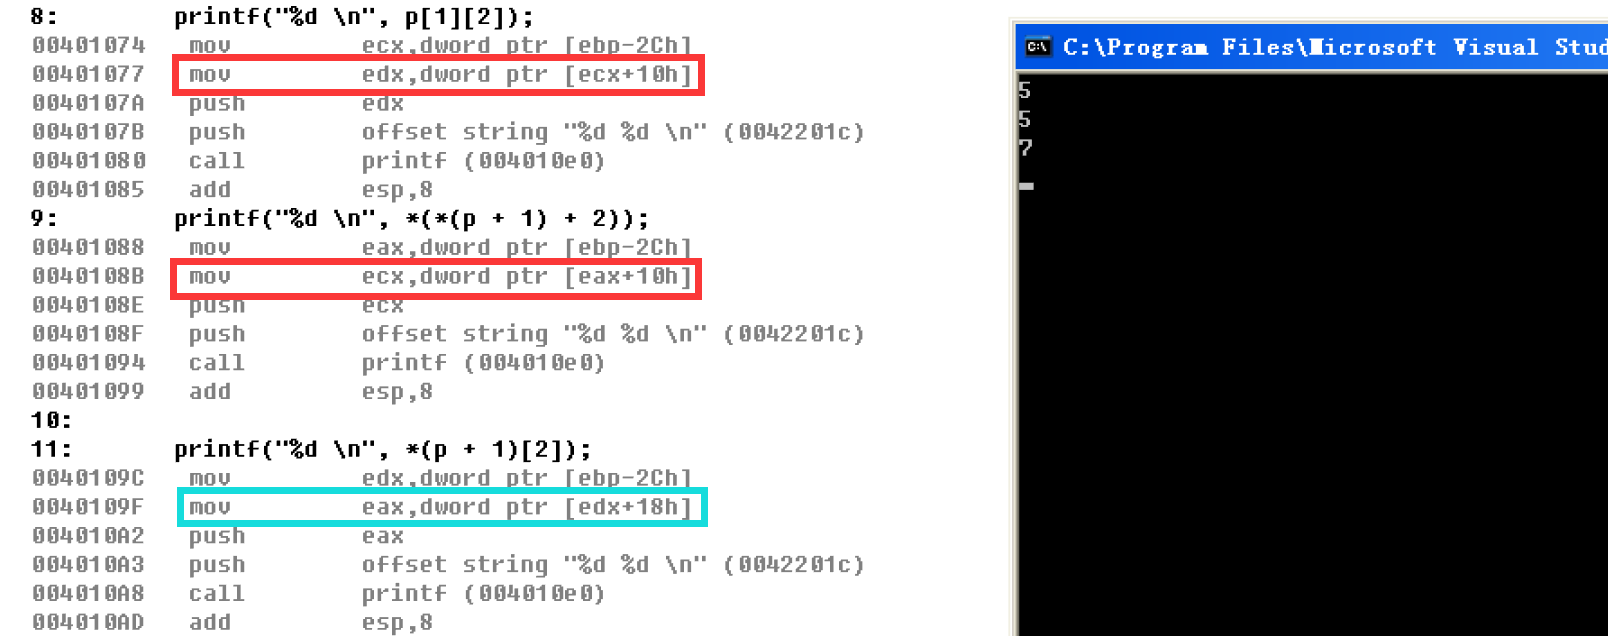 8: printf("%d \n", p[1][2]);
00401074 mov ecx,dword ptr [ebp-2Ch]
00401077 mov edx,dword ptr [ecx+10h]
0040107A push edx
0040107B push offset string "%d %d \n" (0042201c)
00401080 call printf (004010e0)
00401085 add esp,8
9: printf("%d \n", *(*(p + 1) + 2));
00401088 mov eax,dword ptr [ebp-2Ch]
0040108B mov ecx,dword ptr [eax+10h]
0040108E push ecx
0040108F push offset string "%d %d \n" (0042201c)
00401094 call printf (004010e0)
00401099 add esp,8
10:
11: printf("%d \n", *(p + 1)[2]);
0040109C mov edx,dword ptr [ebp-2Ch]
0040109F mov eax,dword ptr [edx+18h]
004010A2 push eax
004010A3 push offset string "%d %d \n" (0042201c)
004010A8 call printf (004010e0)
004010AD add esp,8
C:\Program Files\Microsoft Visual Stud
5
5
7